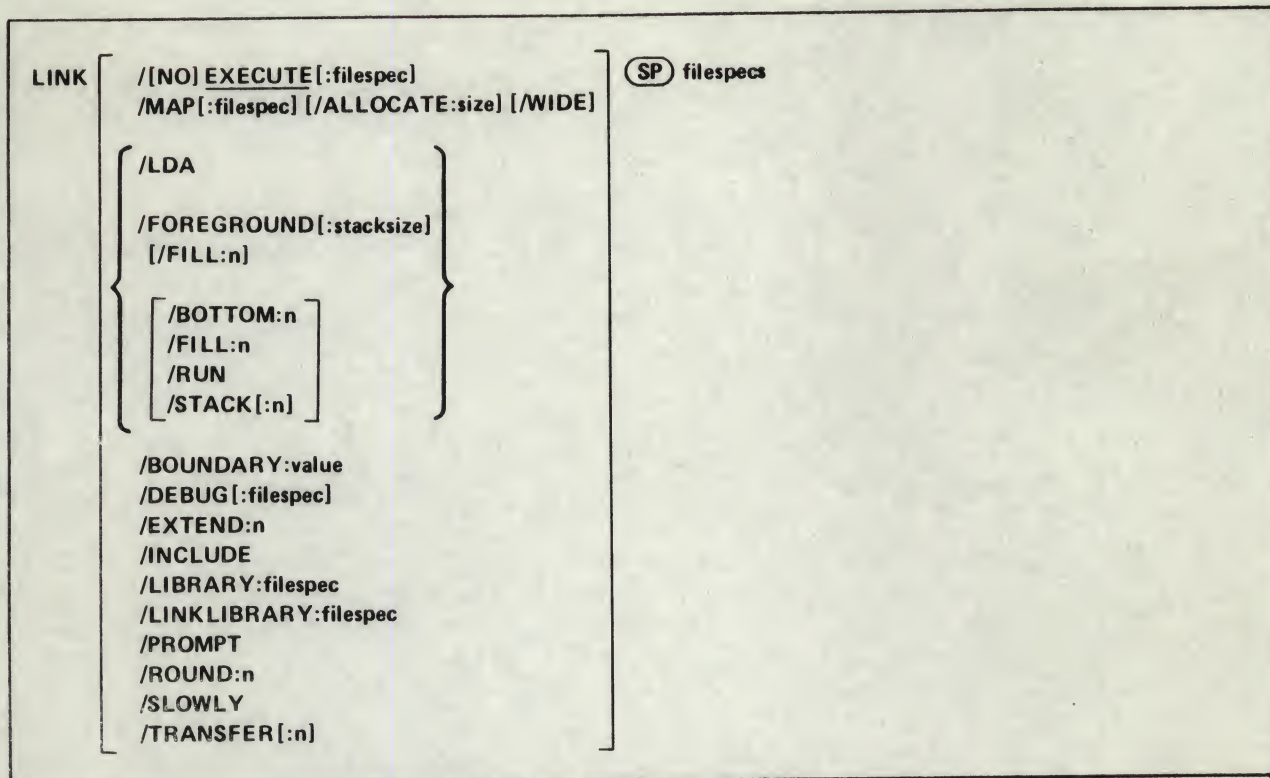 LINK /[NO] EXECUTE[:filespec] SP filespecs
/MAP[:filespec] [/ALLOCATE:size] [/WIDE]
/LDA
/FOREGROUND[:stacksize]
[/FILL:n]
/BOTTOM:n
/FILL:n
/RUN
/STACK[:n]
/BOUNDARY:value
/DEBUG[:filespec]
/EXTEND:n
/INCLUDE
/LIBRARY:filespec
/LINKLIBRARY:filespec
/PROMPT
/ROUND:n
/SLOWLY
/TRANSFER[:n]